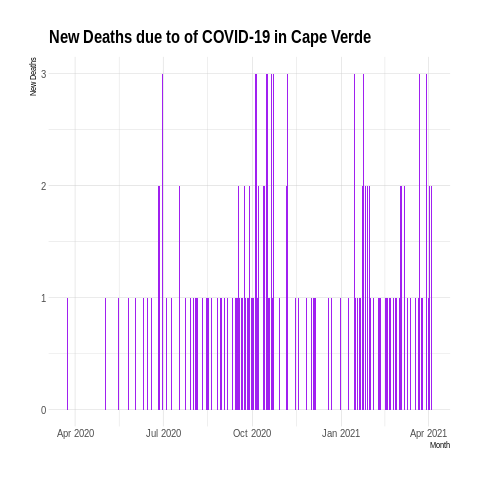 New Deaths due to of COVID-19 in Cape Verde
New Deaths
3
2
1
0
Apr 2020 Jul 2020 Oct 2020 Jan 2021 Apr 2021
Month